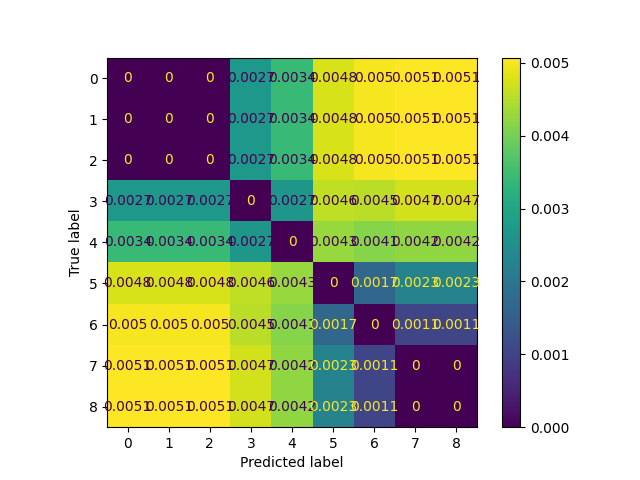 0 0 0 0 0.0027 0.0034 0.0048 0.005 0.0051 0.0051
1 0 0 0 0.0027 0.0034 0.0048 0.005 0.0051 0.0051
2 0 0 0 0.0027 0.0034 0.0048 0.005 0.0051 0.0051
3 0.0027 0.0027 0.0027 0 0.0027 0.0046 0.0045 0.0047 0.0047
4 0.0034 0.0034 0.0034 0.0027 0 0.0043 0.0041 0.0042 0.0042
5 0.0048 0.0048 0.0048 0.0046 0.0043 0 0.0017 0.0023 0.0023
6 0.005 0.005 0.005 0.0045 0.0041 0.0017 0 0.0011 0.0011
7 0.0051 0.0051 0.0051 0.0047 0.0042 0.0023 0.0011 0 0
8 0.0051 0.0051 0.0051 0.0047 0.0042 0.0023 0.0011 0 0
0 1 2 3 4 5 6 7 8
Predicted label
True label
0.005
0.004
0.003
0.002
0.001
0.000